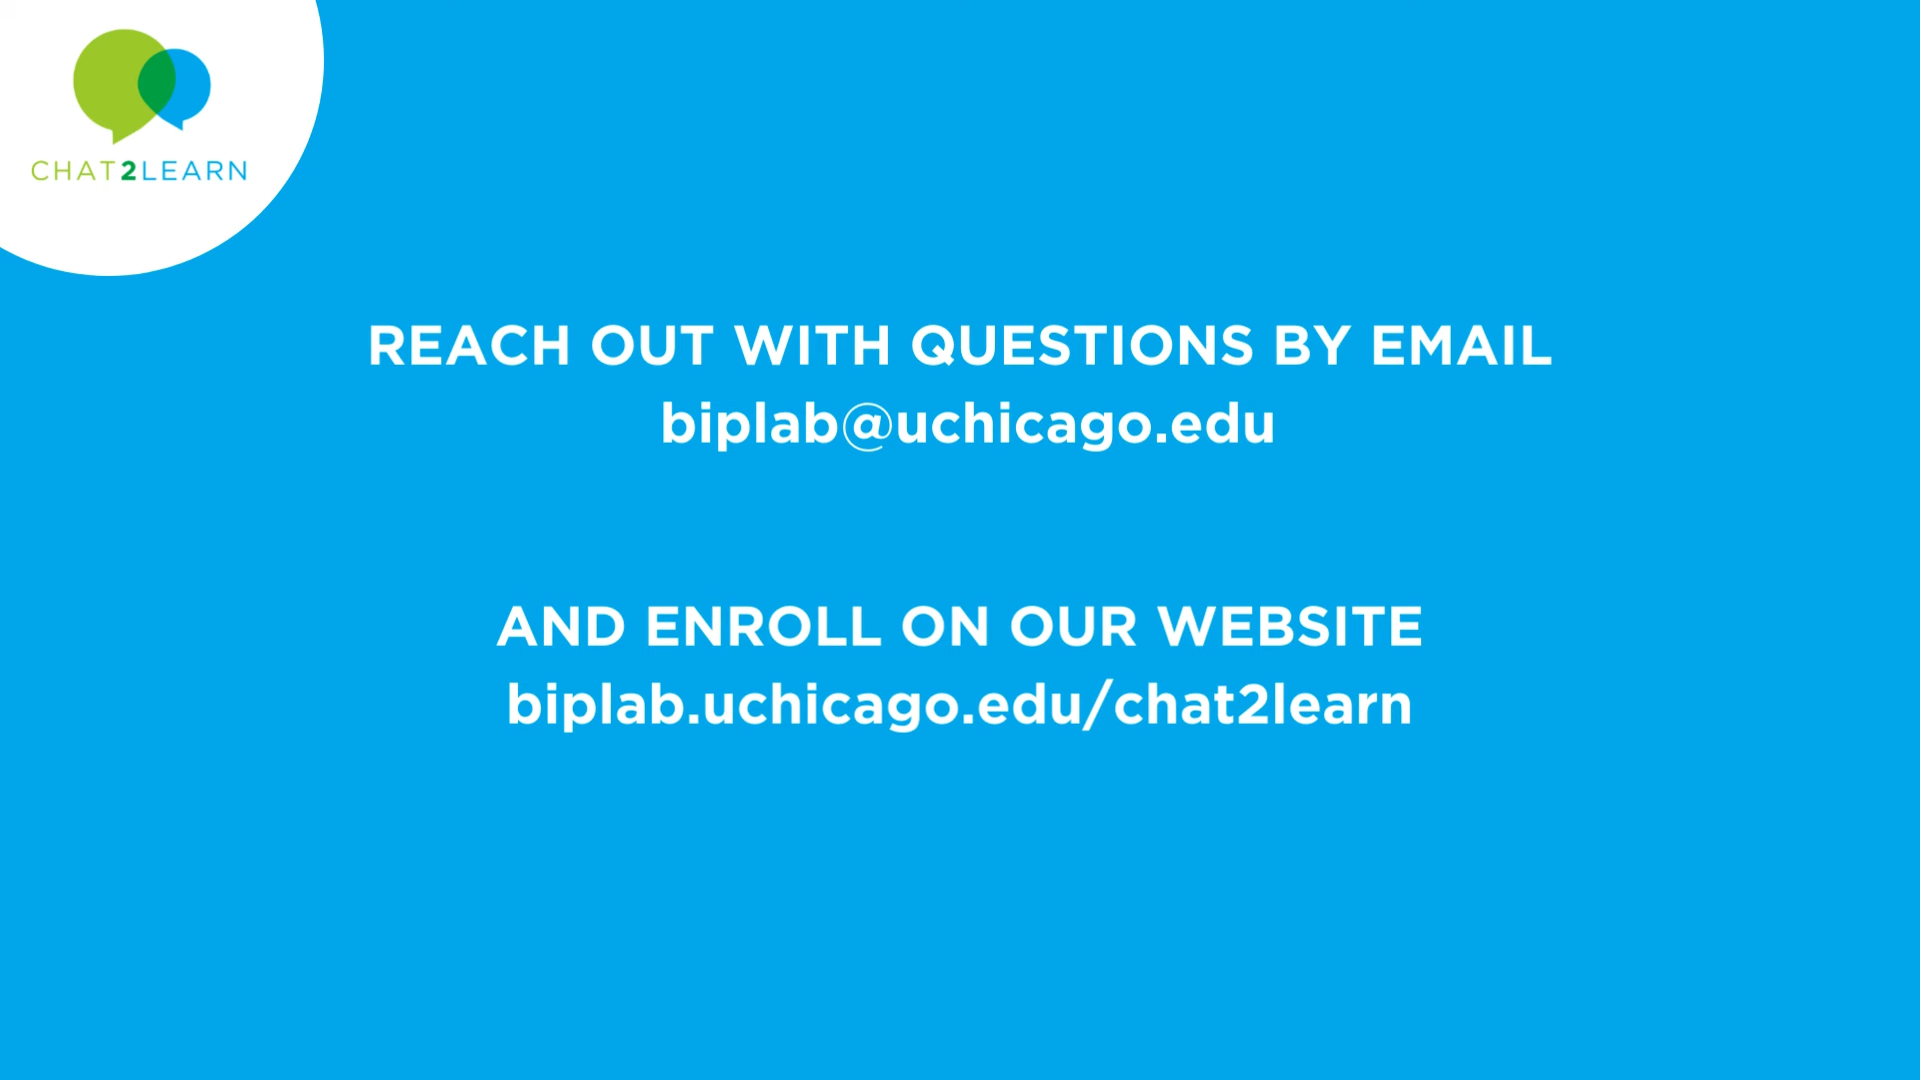 CHAT2LEARN
REACH OUT WITH QUESTIONS BY EMAIL
biplab@uchicago.edu
AND ENROLL ON OUR WEBSITE
biplab.uchicago.edu/chat2learn